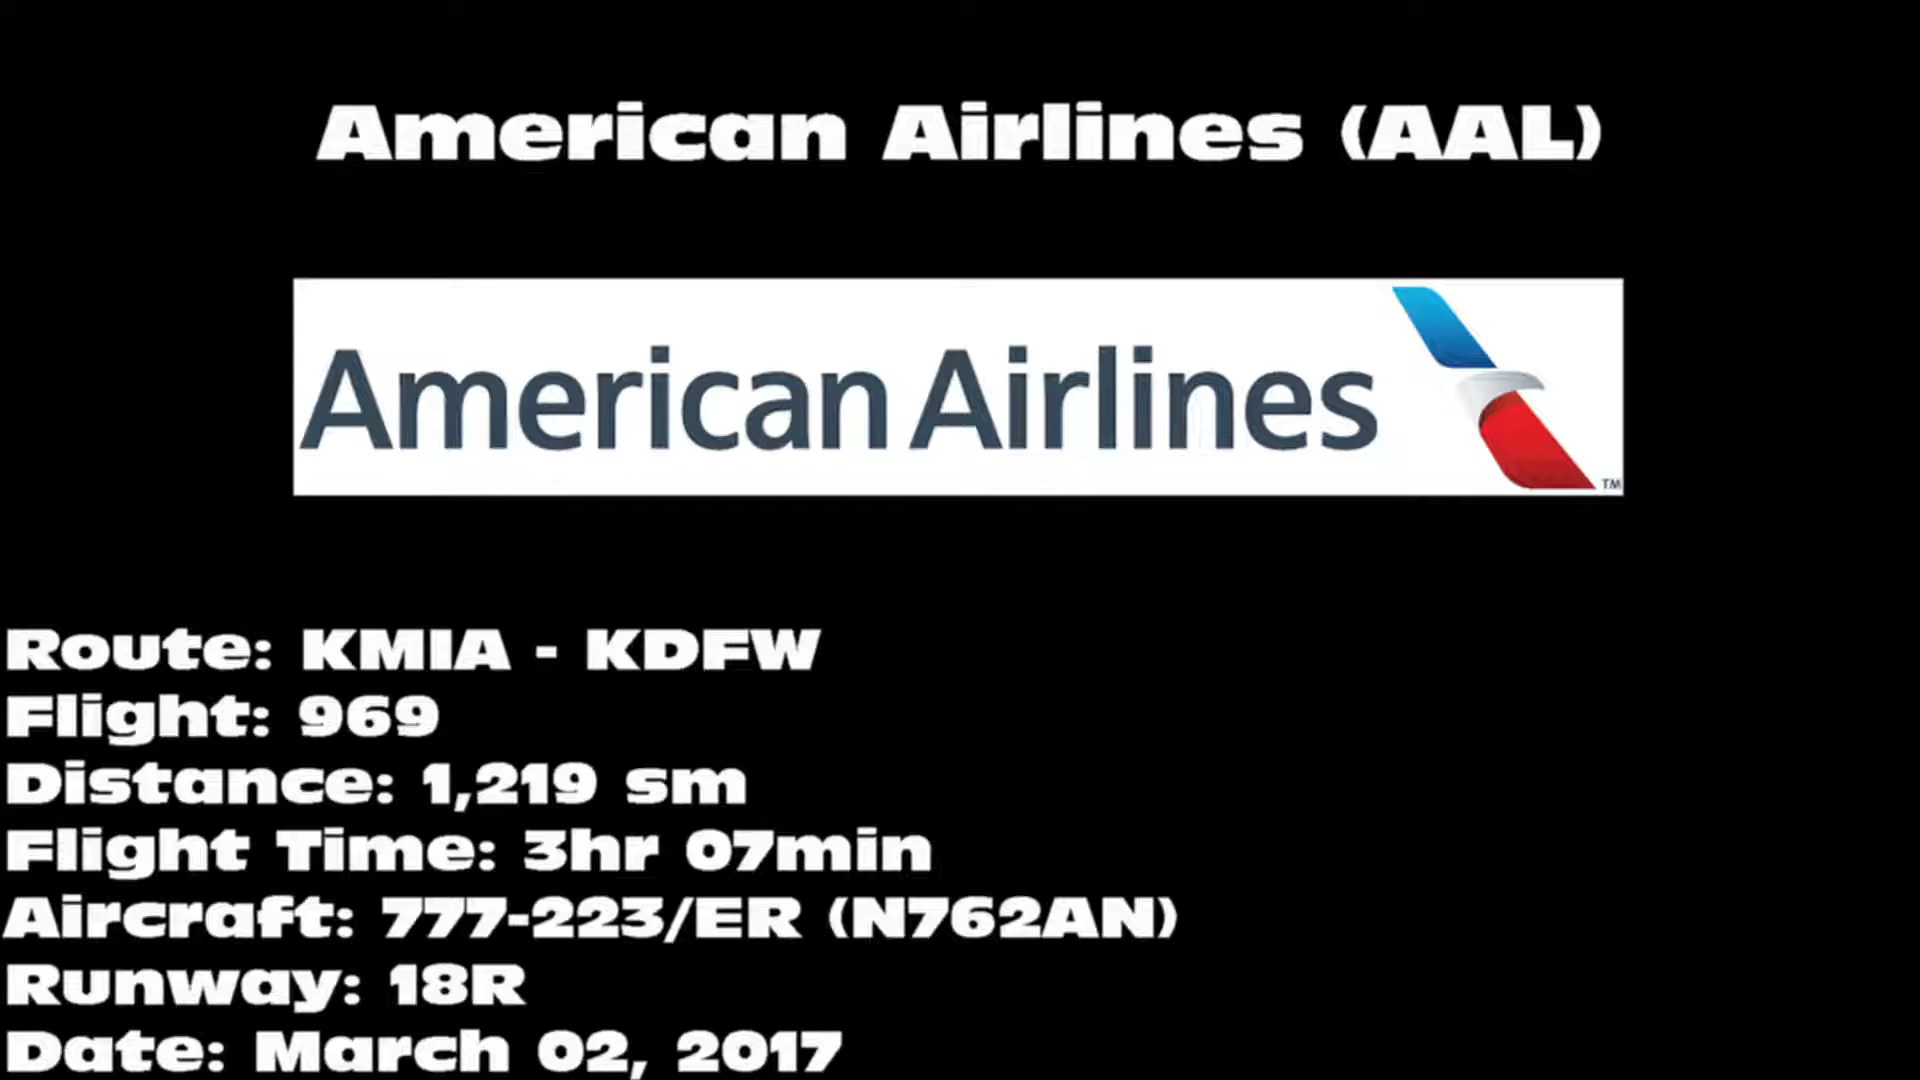 American Airlines (AAL)
American Airlines
TM
Route: KMIA - KDFW
Flight: 969
Distance: 1,219 sm
Flight Time: 3hr 07min
Aircraft: 777-223/ER (N762AN)
Runway: 18R
Date: March 02, 2017